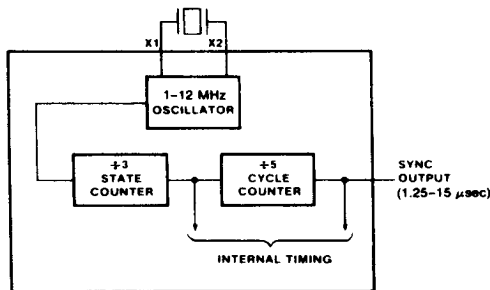 X1
X2
1–12 MHz
OSCILLATOR
÷3
STATE
COUNTER
÷5
CYCLE
COUNTER
SYNC
OUTPUT
(1.25–15 μsec)
INTERNAL TIMING